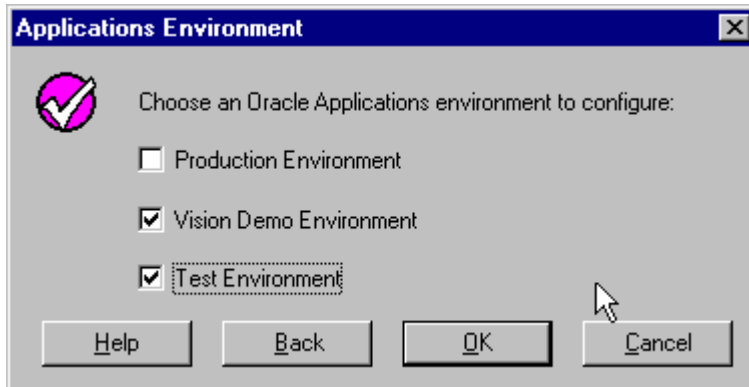 Applications Environment
Choose an Oracle Applications environment to configure:
Production Environment
Vision Demo Environment
Test Environment
Help Back OK Cancel